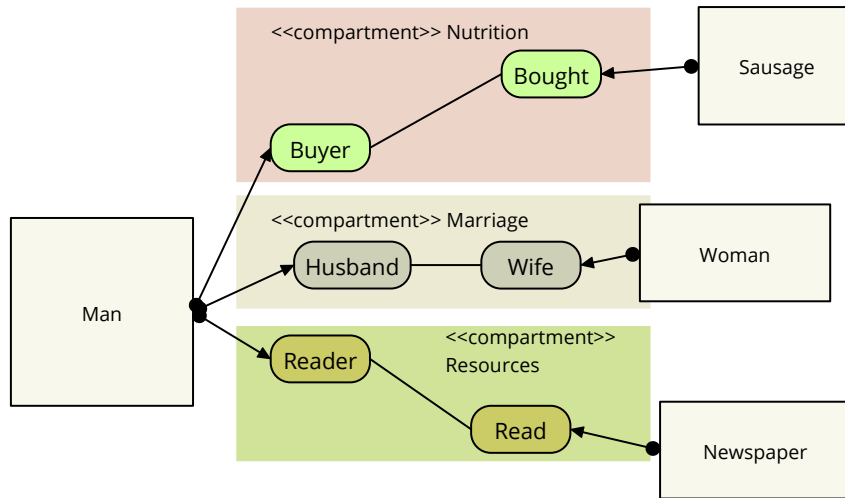 <<compartment>> Nutrition
Bought
Sausage
Buyer
<<compartment>> Marriage
Husband
Wife
Woman
Man
<<compartment>>
Resources
Reader
Read
Newspaper